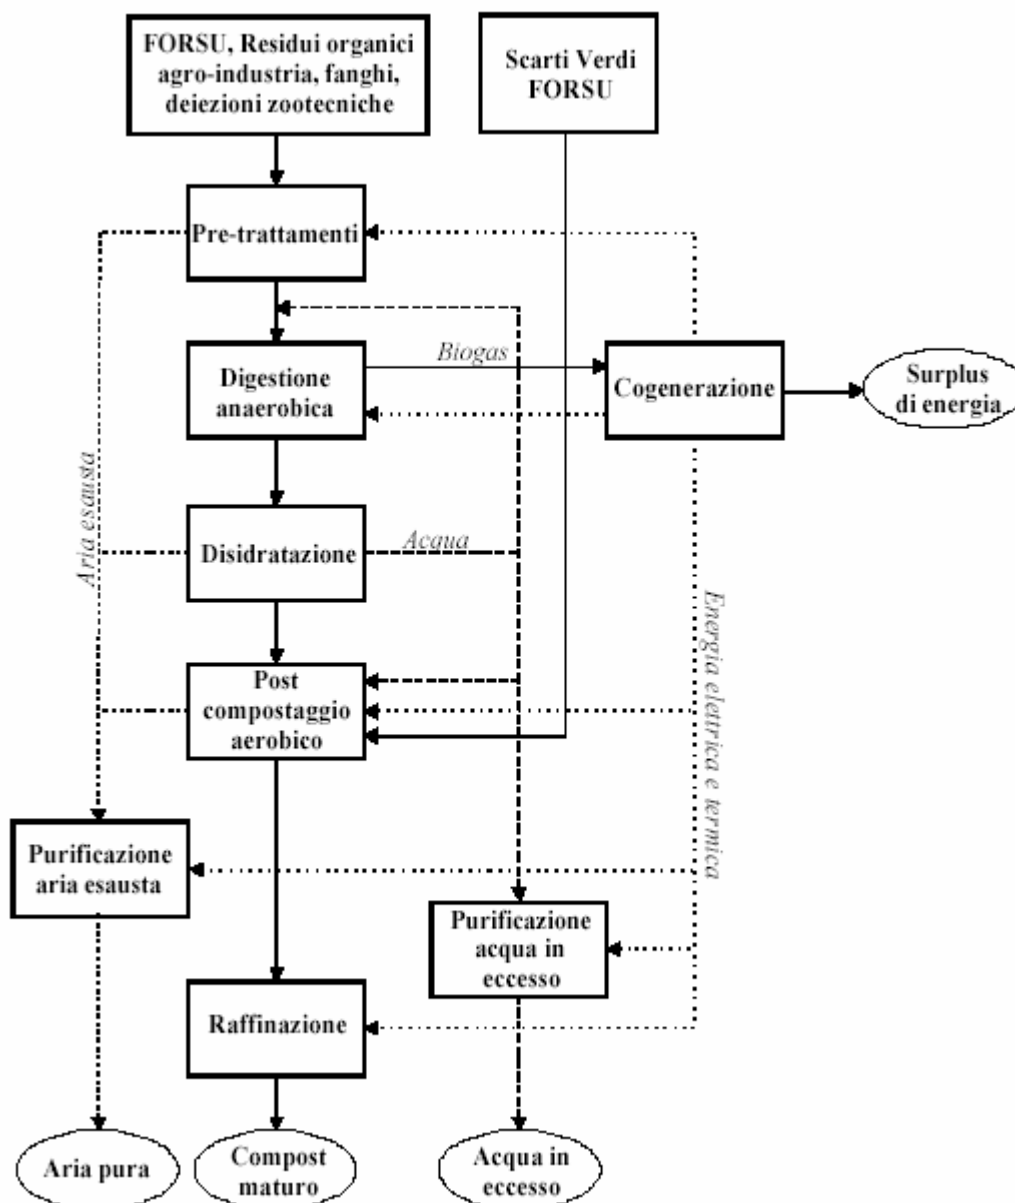 FORSU, Residui organici
agro-industria, fanghi,
deiezioni zootecniche
Scarti Verdi
FORSU
Pre-trattamenti
Biogas
Digestione
anaerobica
Cogenerazione
Surplus
di energia
Aria esausta
Disidratazione
Acqua
Energia elettrica e termica
Post
compostaggio
aerobico
Purificazione
aria esausta
Purificazione
acqua in
eccesso
Raffinazione
Aria pura
Compost
maturo
Acqua in
eccesso